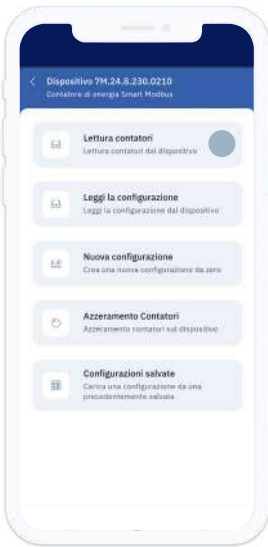 Dispositivo 7M.24.8.230.0210
Contatore di energia Smart Modbus
Lettura contatori
Lettura contatori dal dispositivo
Leggi la configurazione
Leggi la configurazione dal dispositivo
Nuova configurazione
Crea una nuova configurazione da zero
Azzeramento Contatori
Azzeramento contatori sul dispositivo
Configurazioni salvate
Carica una configurazione da una
precedentemente salvata